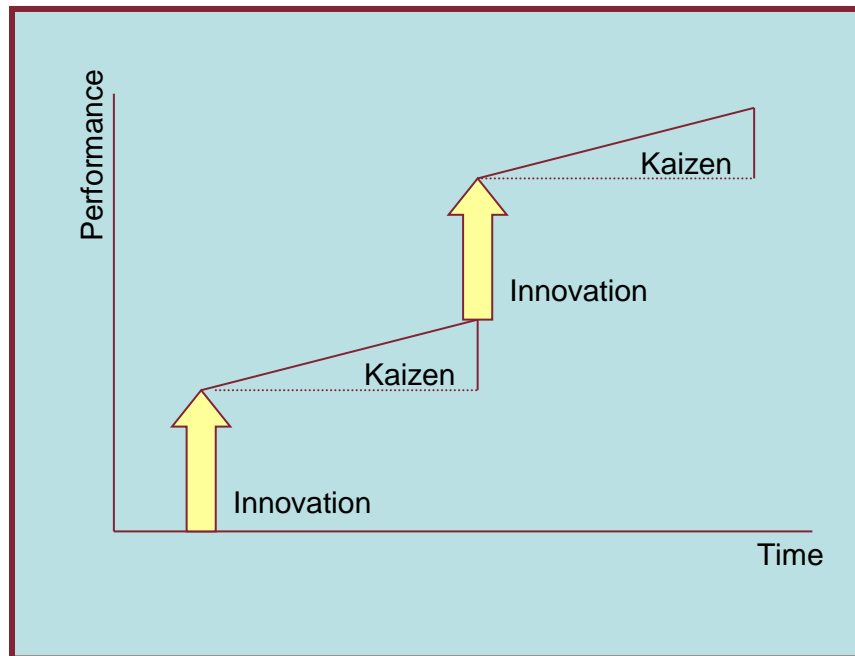 Performance
Kaizen
Innovation
Kaizen
Innovation
Time